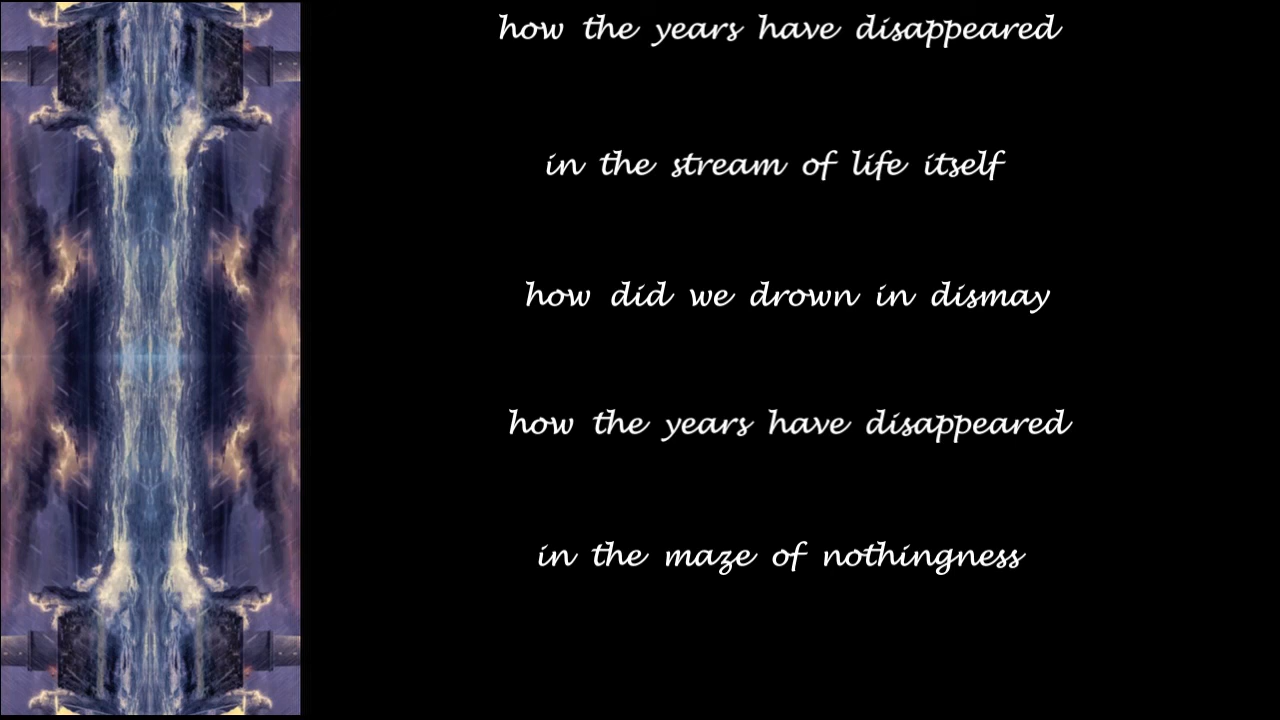 how the years have disappeared
in the stream of life itself
how did we drown in dismay
how the years have disappeared
in the maze of nothingness